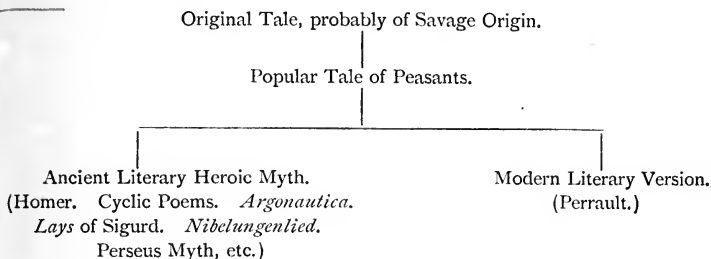 Original Tale, probably of Savage Origin.
Popular Tale of Peasants.
Ancient Literary Heroic Myth.
(Homer. Cyclic Poems. Argonautica.
Lays of Sigurd. Nibelungenlied.
Perseus Myth, etc.)
Modern Literary Version.
(Perrault.)